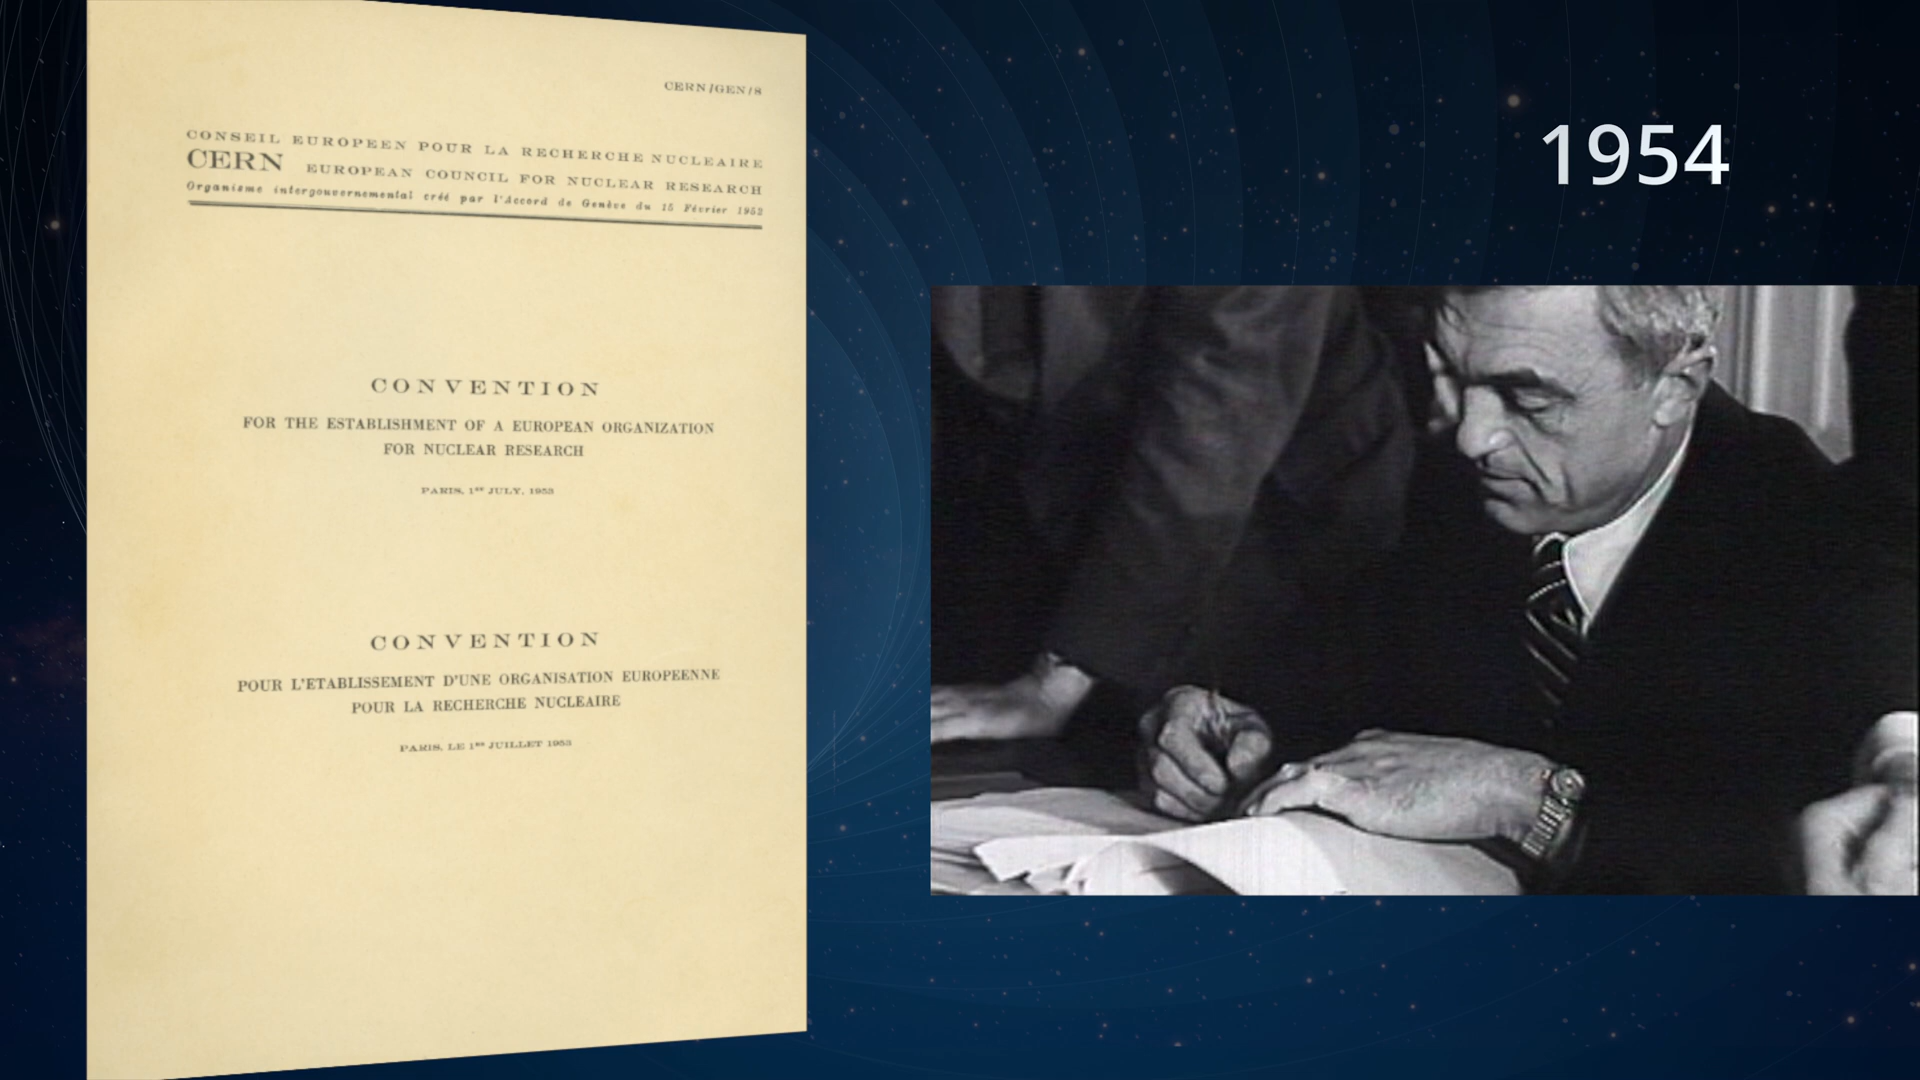 CERN/GEN/8
CONSEIL EUROPEEN POUR LA RECHERCHE NUCLEAIRE
CERN EUROPEAN COUNCIL FOR NUCLEAR RESEARCH
Organisme intergouvernemental créé par l'Accord de Genève du 15 Février 1952
CONVENTION
FOR THE ESTABLISHMENT OF A EUROPEAN ORGANIZATION
FOR NUCLEAR RESEARCH
PARIS, 1st JULY, 1953
CONVENTION
POUR L'ETABLISSEMENT D'UNE ORGANISATION EUROPEENNE
POUR LA RECHERCHE NUCLEAIRE
PARIS, LE 1er JUILLET 1953
1954